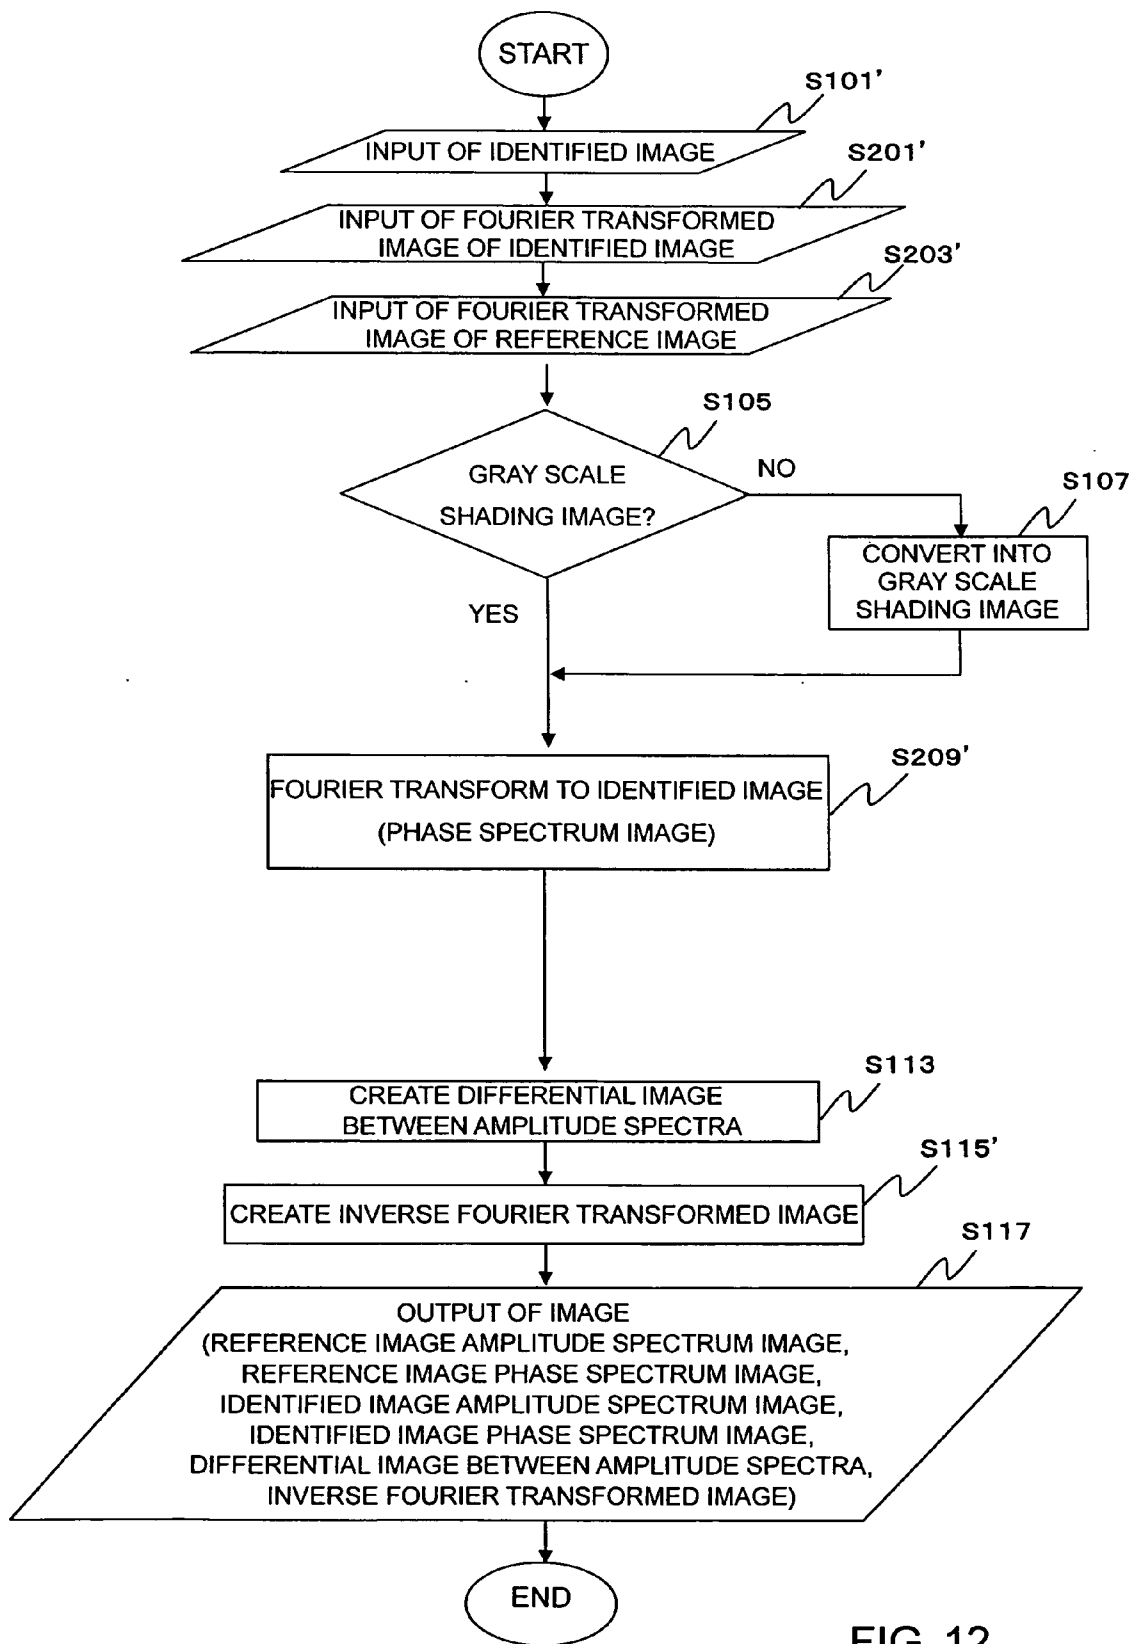 START
S101'
INPUT OF IDENTIFIED IMAGE
S201'
INPUT OF FOURIER TRANSFORMED
IMAGE OF IDENTIFIED IMAGE
S203'
INPUT OF FOURIER TRANSFORMED
IMAGE OF REFERENCE IMAGE
S105
GRAY SCALE
SHADING IMAGE?
NO
S107
CONVERT INTO
GRAY SCALE
SHADING IMAGE
YES
S209'
FOURIER TRANSFORM TO IDENTIFIED IMAGE
(PHASE SPECTRUM IMAGE)
S113
CREATE DIFFERENTIAL IMAGE
BETWEEN AMPLITUDE SPECTRA
S115'
CREATE INVERSE FOURIER TRANSFORMED IMAGE
S117
OUTPUT OF IMAGE
(REFERENCE IMAGE AMPLITUDE SPECTRUM IMAGE,
REFERENCE IMAGE PHASE SPECTRUM IMAGE,
IDENTIFIED IMAGE AMPLITUDE SPECTRUM IMAGE,
IDENTIFIED IMAGE PHASE SPECTRUM IMAGE,
DIFFERENTIAL IMAGE BETWEEN AMPLITUDE SPECTRA,
INVERSE FOURIER TRANSFORMED IMAGE)
END
FIG. 12